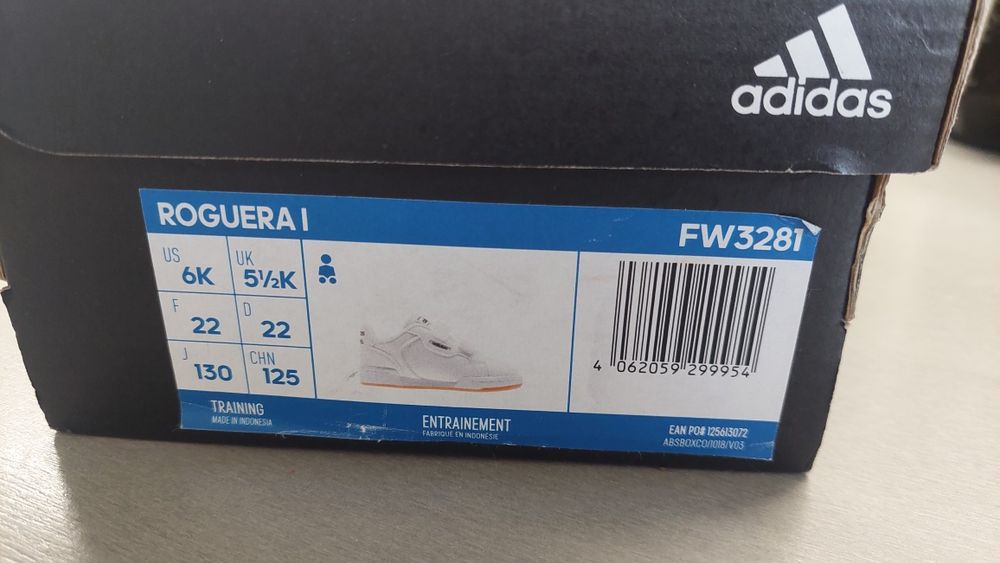 adidas
ROGUERA I
FW3281
US
6K
UK
5½K
F
22
D
22
J
130
CHN
125
4 062059 299954
TRAINING
MADE IN INDONESIA
ENTRAINEMENT
FABRIQUÉ EN INDONÉSIE
EAN PO# 125613072
ABSBOXCO/1018/V03